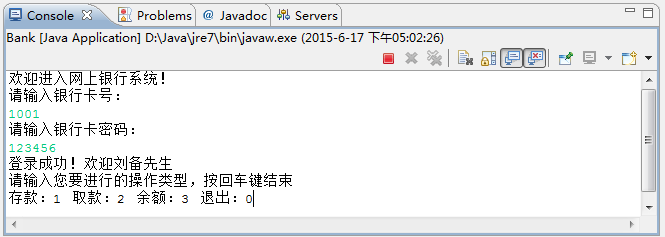 Console Problems @ Javadoc Servers
Bank [Java Application] D:\Java\jre7\bin\javaw.exe (2015-6-17 下午05:02:26)
欢迎进入网上银行系统!
请输入银行卡号:
1001
请输入银行卡密码:
123456
登录成功! 欢迎刘备先生
请输入您要进行的操作类型, 按回车键结束
存款: 1 取款: 2 余额: 3 退出: 0